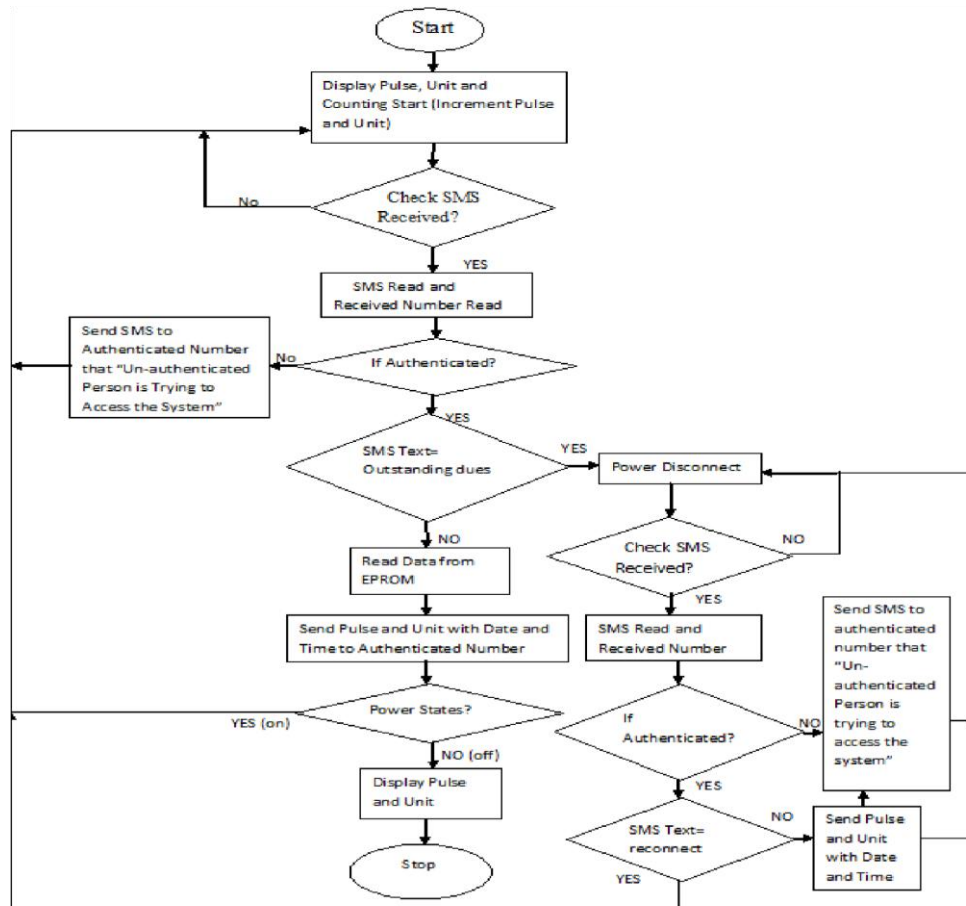 Start
Display Pulse, Unit and
Counting Start (Increment Pulse
and Unit)
Check SMS
Received?
No
YES
SMS Read and
Received Number Read
If Authenticated?
No
Send SMS to
Authenticated Number
that “Un-authenticated
Person is Trying to
Access the System”
YES
SMS Text=
Outstanding dues
YES
Power Disconnect
NO
Check SMS
Received?
NO
Read Data from
EPROM
YES
Send Pulse and Unit with Date and
Time to Authenticated Number
SMS Read and
Received Number
Send SMS to
authenticated
number that
“Un-
authenticated
Person is
trying to
access the
system”
Power States?
YES (on)
NO (off)
If
Authenticated?
NO
YES
Display Pulse
and Unit
SMS Text=
reconnect
NO
Send Pulse
and Unit
with Date
and Time
YES
Stop